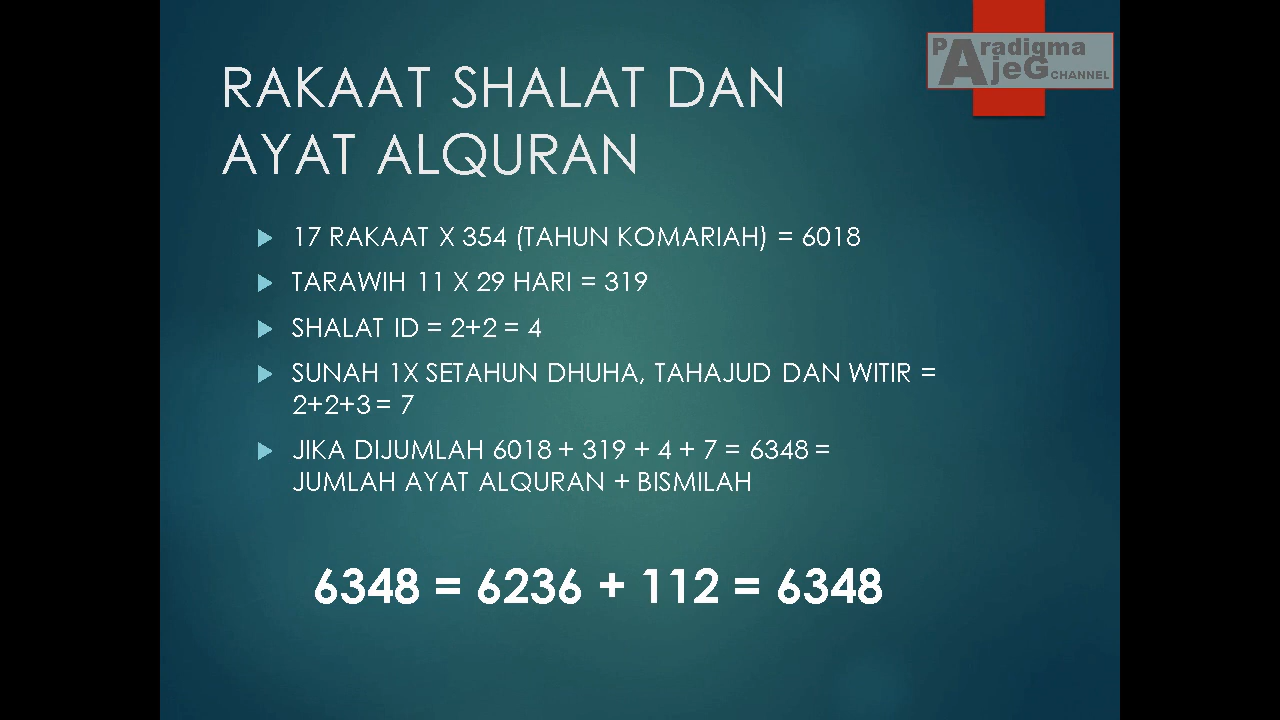 PAradigma
AjeG CHANNEL
RAKAAT SHALAT DAN
AYAT ALQURAN
17 RAKAAT X 354 (TAHUN KOMARIAH) = 6018
TARAWIH 11 X 29 HARI = 319
SHALAT ID = 2+2 = 4
SUNAH 1X SETAHUN DHUHA, TAHAJUD DAN WITIR =
2+2+3 = 7
JIKA DIJUMLAH 6018 + 319 + 4 + 7 = 6348 =
JUMLAH AYAT ALQURAN + BISMILAH
6348 = 6236 + 112 = 6348